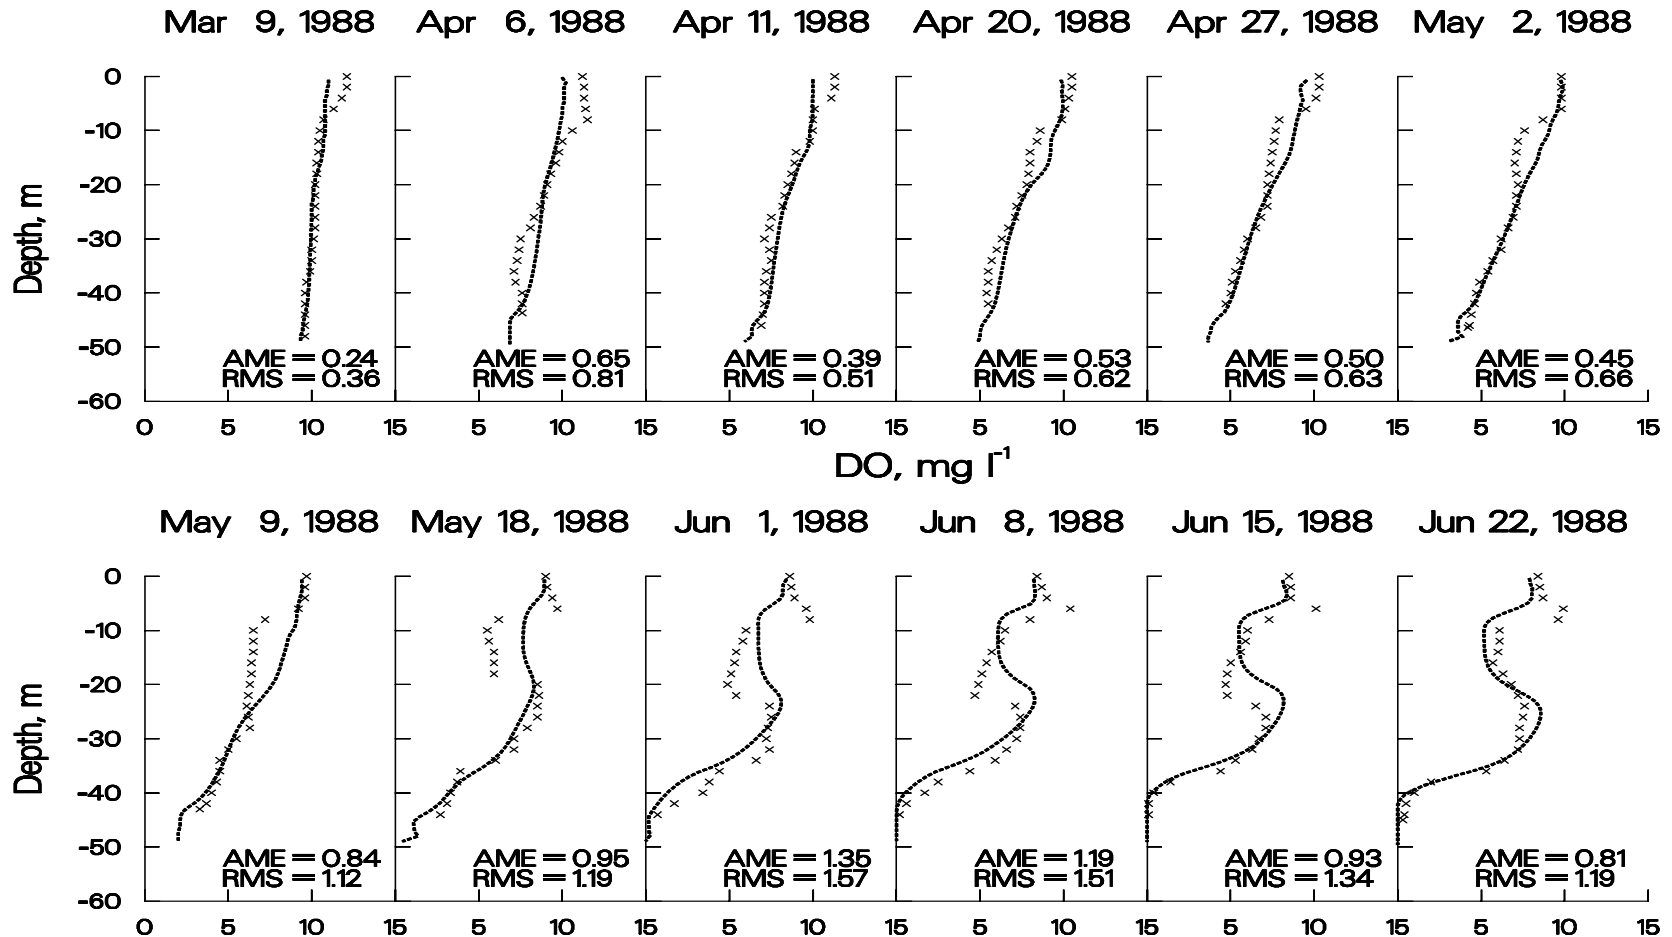 Mar 9, 1988 Apr 6, 1988 Apr 11, 1988 Apr 20, 1988 Apr 27, 1988 May 2, 1988
0
-10
-20
-30
-40
-50
-60
Depth, m
AME = 0.24 AME = 0.65 AME = 0.39 AME = 0.53 AME = 0.50 AME = 0.45
RMS = 0.36 RMS = 0.81 RMS = 0.51 RMS = 0.62 RMS = 0.63 RMS = 0.66
0 5 10 15 5 10 15 5 10 15 5 10 15 5 10 15 5 10 15
DO, mg l⁻¹
May 9, 1988 May 18, 1988 Jun 1, 1988 Jun 8, 1988 Jun 15, 1988 Jun 22, 1988
0
-10
-20
-30
-40
-50
-60
Depth, m
AME = 0.84 AME = 0.95 AME = 1.35 AME = 1.19 AME = 0.93 AME = 0.81
RMS = 1.12 RMS = 1.19 RMS = 1.57 RMS = 1.51 RMS = 1.34 RMS = 1.19
0 5 10 15 5 10 15 5 10 15 5 10 15 5 10 15 5 10 15